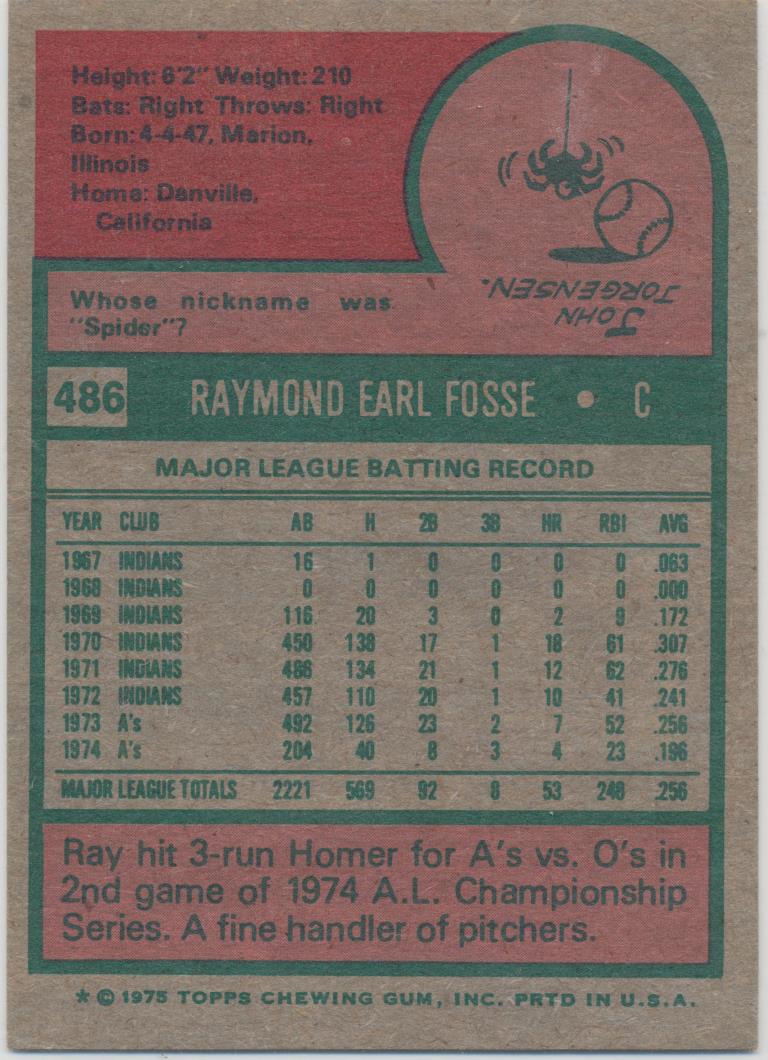 Height: 6'2" Weight: 210
Bats: Right Throws: Right
Born: 4-4-47, Marion,
Illinois
Home: Danville,
California
Whose nickname was
"Spider"?
JOHN
JORGENSEN.
486 RAYMOND EARL FOSSE • C
MAJOR LEAGUE BATTING RECORD
YEAR CLUB AB H 2B 3B HR RBI AVG
1967 INDIANS 16 1 0 0 0 0 .063
1968 INDIANS 0 0 0 0 0 0 .000
1969 INDIANS 116 20 3 0 2 9 .172
1970 INDIANS 450 138 17 1 18 61 .307
1971 INDIANS 486 134 21 1 12 62 .276
1972 INDIANS 457 110 20 1 10 41 .241
1973 A's 492 126 23 2 7 52 .256
1974 A's 204 40 8 3 4 23 .196
MAJOR LEAGUE TOTALS 2221 569 92 8 53 248 .256
Ray hit 3-run Homer for A's vs. O's in
2nd game of 1974 A.L. Championship
Series. A fine handler of pitchers.
* © 1975 TOPPS CHEWING GUM, INC. PRTD IN U.S.A.